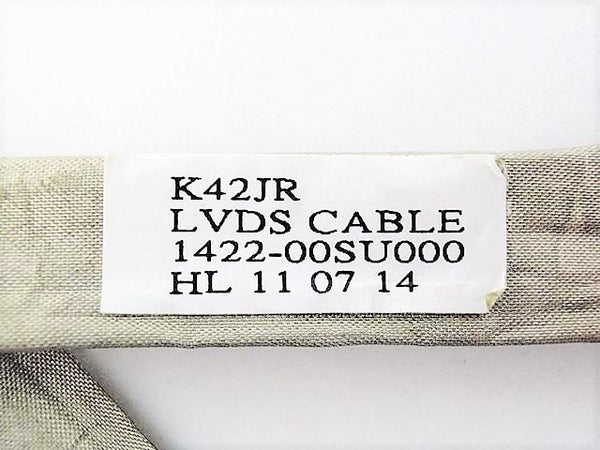 K42JR
LVDS CABLE
1422-00SU000
HL 11 07 14